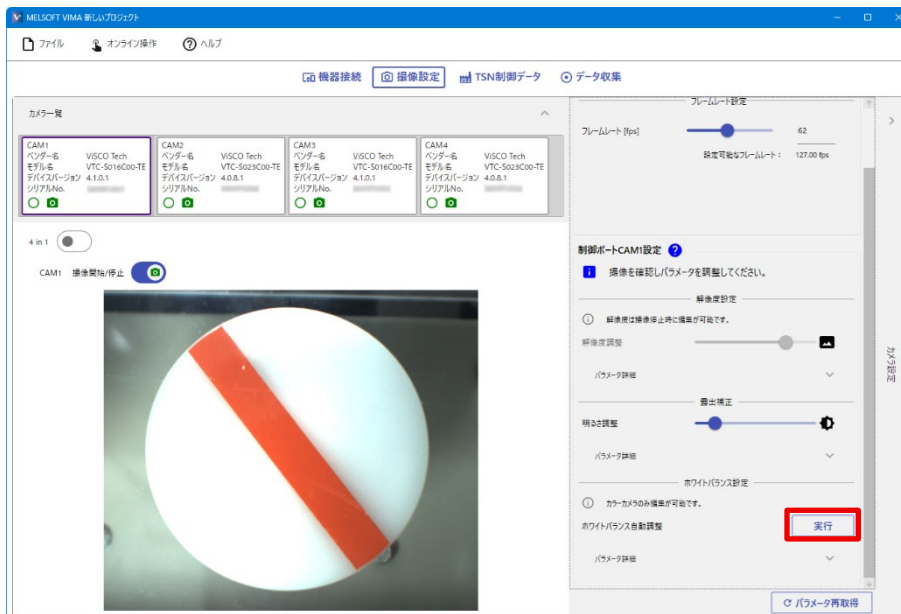 MELSOFT VIMA 新しいプロジェクト
ファイル オンライン操作 ヘルプ
機器接続 撮像設定 TSN制御データ データ収集
カメラ一覧
CAM1
ベンダー名 ViSCO Tech
モデル名 VTC-S016C00-TE
デバイスバージョン 4.1.0.1
シリアルNo.
CAM2
ベンダー名 ViSCO Tech
モデル名 VTC-S023C00-TE
デバイスバージョン 4.0.8.1
シリアルNo.
CAM3
ベンダー名 ViSCO Tech
モデル名 VTC-S016C00-TE
デバイスバージョン 4.1.0.1
シリアルNo.
CAM4
ベンダー名 ViSCO Tech
モデル名 VTC-S023C00-TE
デバイスバージョン 4.0.8.1
シリアルNo.
4 in 1
CAM1 撮像開始/停止
フレームレート設定
フレームレート [fps] 62
設定可能なフレームレート： 127.00 fps
制御ポートCAM1設定 ?
撮像を確認しパラメータを調整してください。
解像度設定
解像度は撮像停止時に編集が可能です。
解像度調整
パラメータ詳細
露出補正
明るさ調整
パラメータ詳細
ホワイトバランス設定
カラーカメラのみ編集が可能です。
ホワイトバランス自動調整 実行
パラメータ詳細
パラメータ再取得
カメラ設定